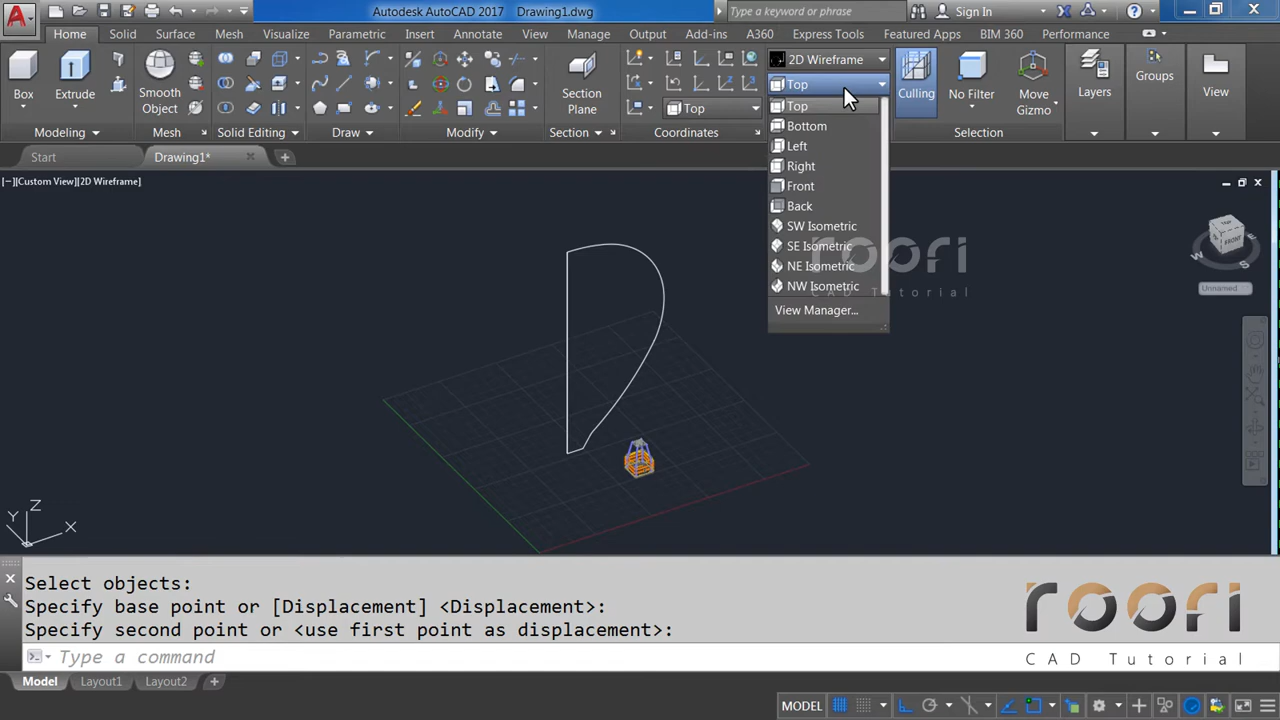 Autodesk AutoCAD 2017 Drawing1.dwg
Type a keyword or phrase
Sign In
Home Solid Surface Mesh Visualize Parametric Insert Annotate View Manage Output Add-ins A360 Express Tools Featured Apps BIM 360 Performance
Box
Extrude
Smooth
Object
Section
Plane
2D Wireframe
Top
Top
Culling
No Filter
Move
Gizmo
Layers
Groups
View
Modeling Mesh Solid Editing Draw Modify Section Coordinates Selection
Top
Bottom
Left
Right
Front
Back
SW Isometric
SE Isometric
NE Isometric
NW Isometric
View Manager...
Start Drawing1*
[−][Custom View][2D Wireframe]
roofi
CAD Tutorial
FRONT
W
S
Unnamed
Z
Y
X
Select objects:
Specify base point or [Displacement] <Displacement>:
Specify second point or <use first point as displacement>:
Type a command
roofi
CAD Tutorial
Model Layout1 Layout2 +
MODEL